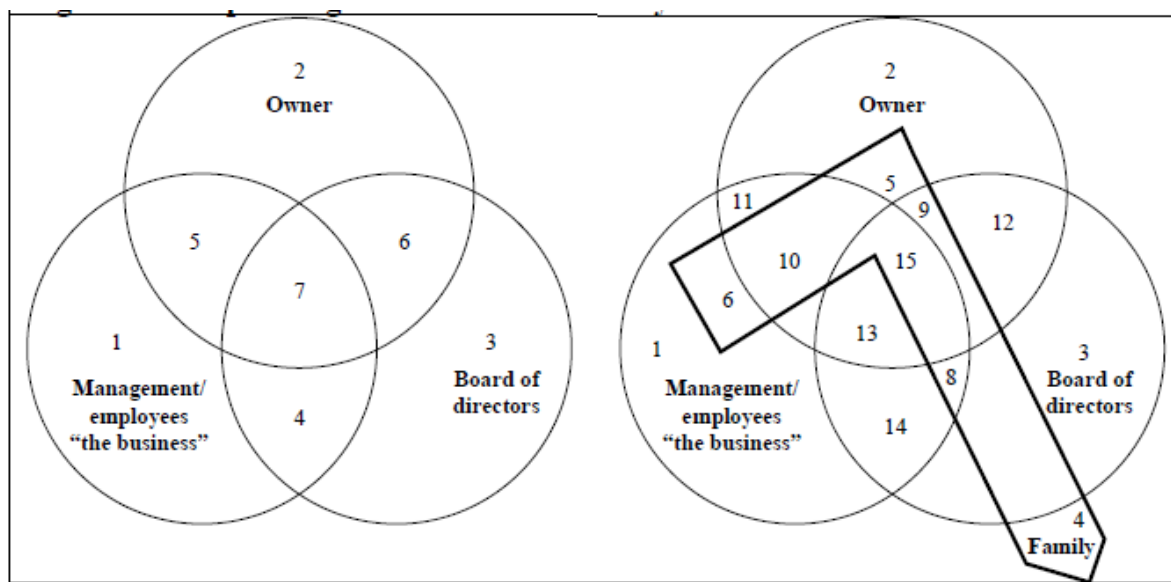 2
Owner
5
6
7
1
3
Management/
employees
“the business”
Board of
directors
4
2
Owner
5
11
9
12
10
15
6
13
1
3
8
Management/
employees
“the business”
Board of
directors
14
4
Family